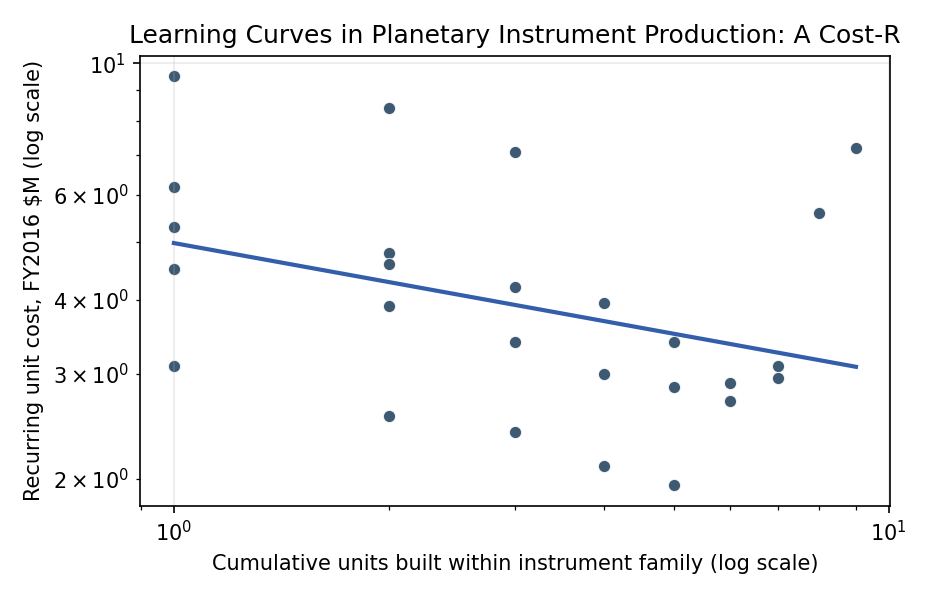 Learning Curves in Planetary Instrument Production: A Cost-R
Recurring unit cost, FY2016 $M (log scale)
10¹
6 × 10⁰
4 × 10⁰
3 × 10⁰
2 × 10⁰
10⁰
10¹
Cumulative units built within instrument family (log scale)